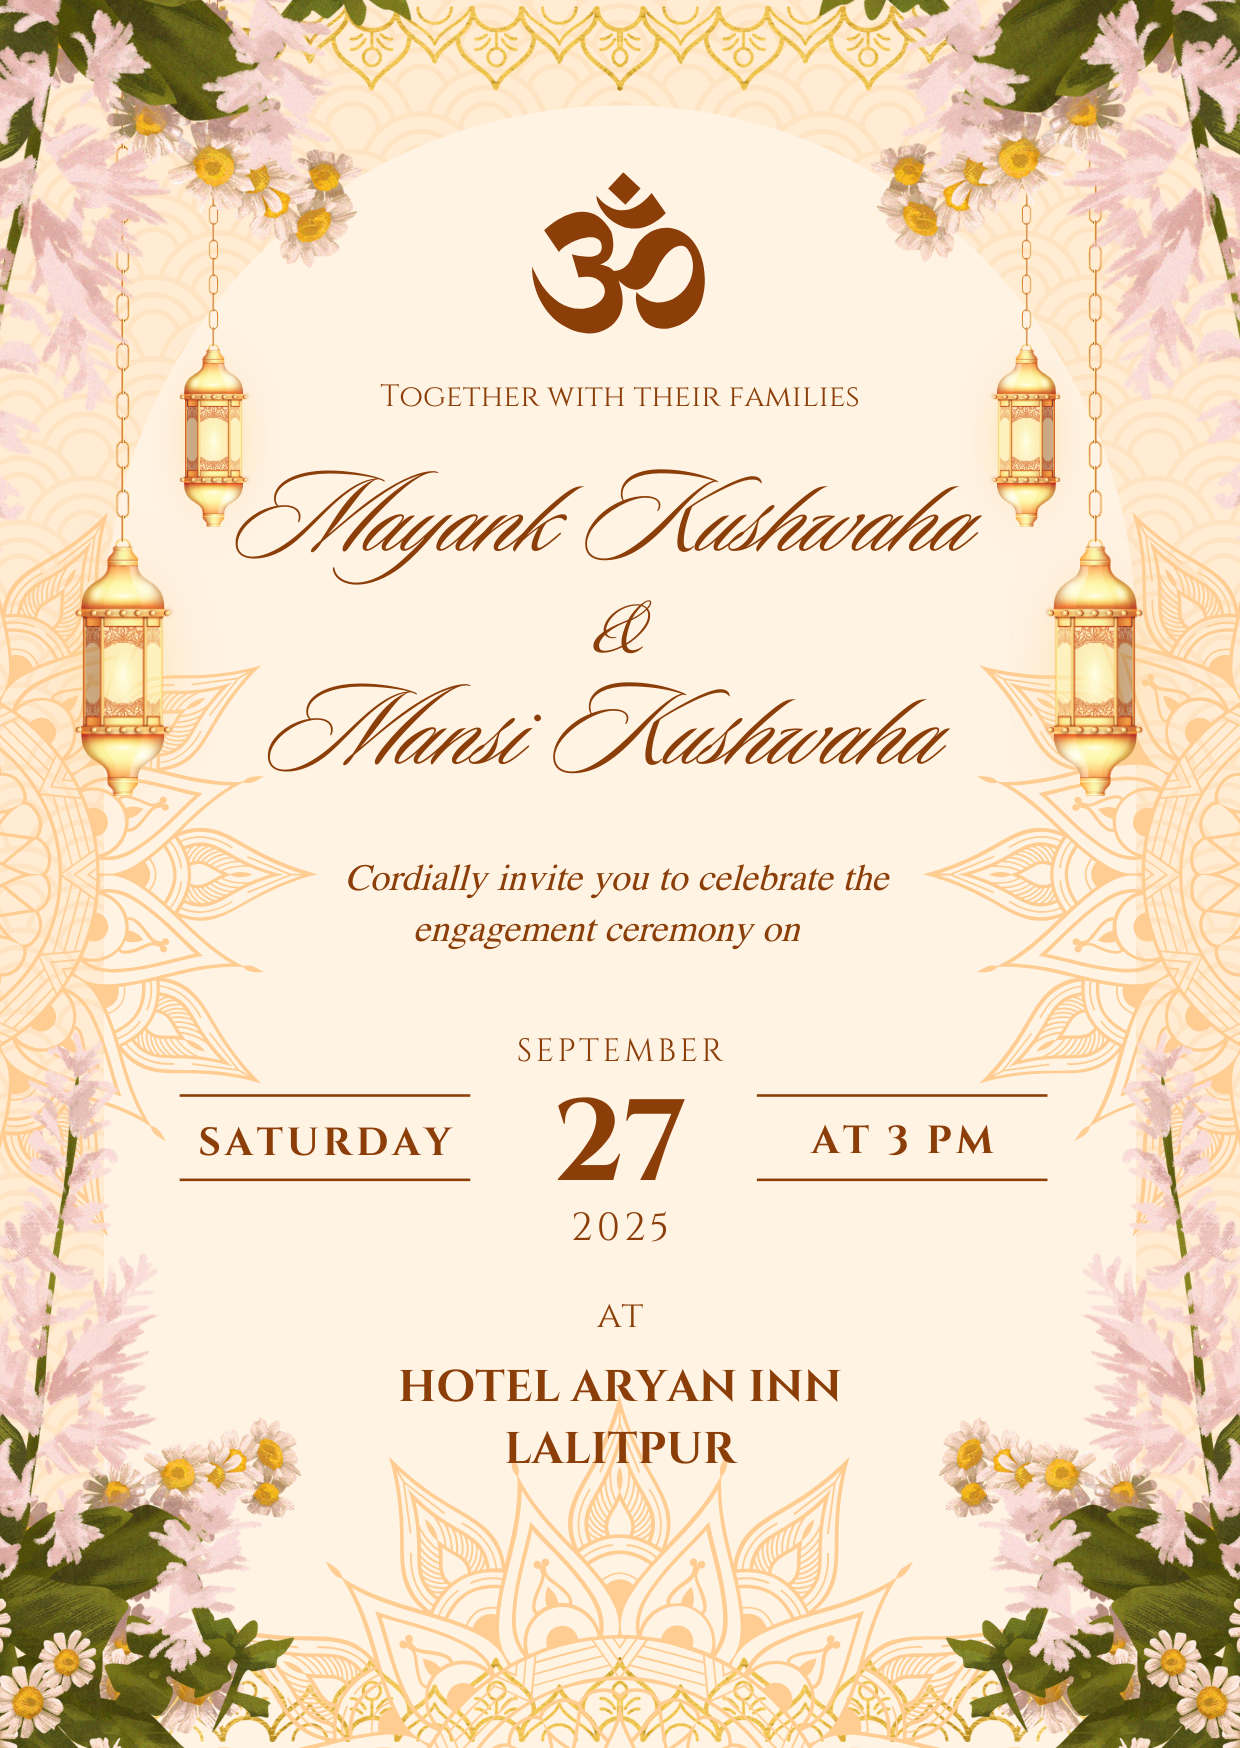 ॐ
Together with their families
Mayank Kushwaha
&
Mansi Kushwaha
Cordially invite you to celebrate the
engagement ceremony on
SEPTEMBER
SATURDAY 27 AT 3 PM
2025
AT
HOTEL ARYAN INN
LALITPUR